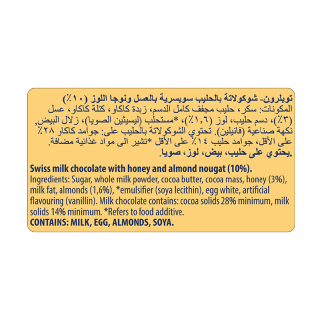 توبلرون- شوكولاتة بالحليب سويسرية بالعسل ونوجا اللوز (١٠٪)
المكونات: سكر، حليب مجفف كامل الدسم، زبدة كاكاو، كتلة كاكاو، عسل
(٣٪)، دسم حليب، لوز (١,٦٪)، *مستحلب (ليسيثين الصويا)، زلال البيض،
نكهة صناعية (فانيلين). تحتوي الشوكولاتة بالحليب على: جوامد كاكاو ٢٨٪
على الأقل، جوامد حليب ١٤٪ على الأقل *تشير الى مواد غذائية مضافة.
يحتوي على حليب، بيض، لوز، صويا.
Swiss milk chocolate with honey and almond nougat (10%).
Ingredients: Sugar, whole milk powder, cocoa butter, cocoa mass, honey (3%),
milk fat, almonds (1,6%), *emulsifier (soya lecithin), egg white, artificial
flavouring (vanillin). Milk chocolate contains: cocoa solids 28% minimum, milk
solids 14% minimum. *Refers to food additive.
CONTAINS: MILK, EGG, ALMONDS, SOYA.